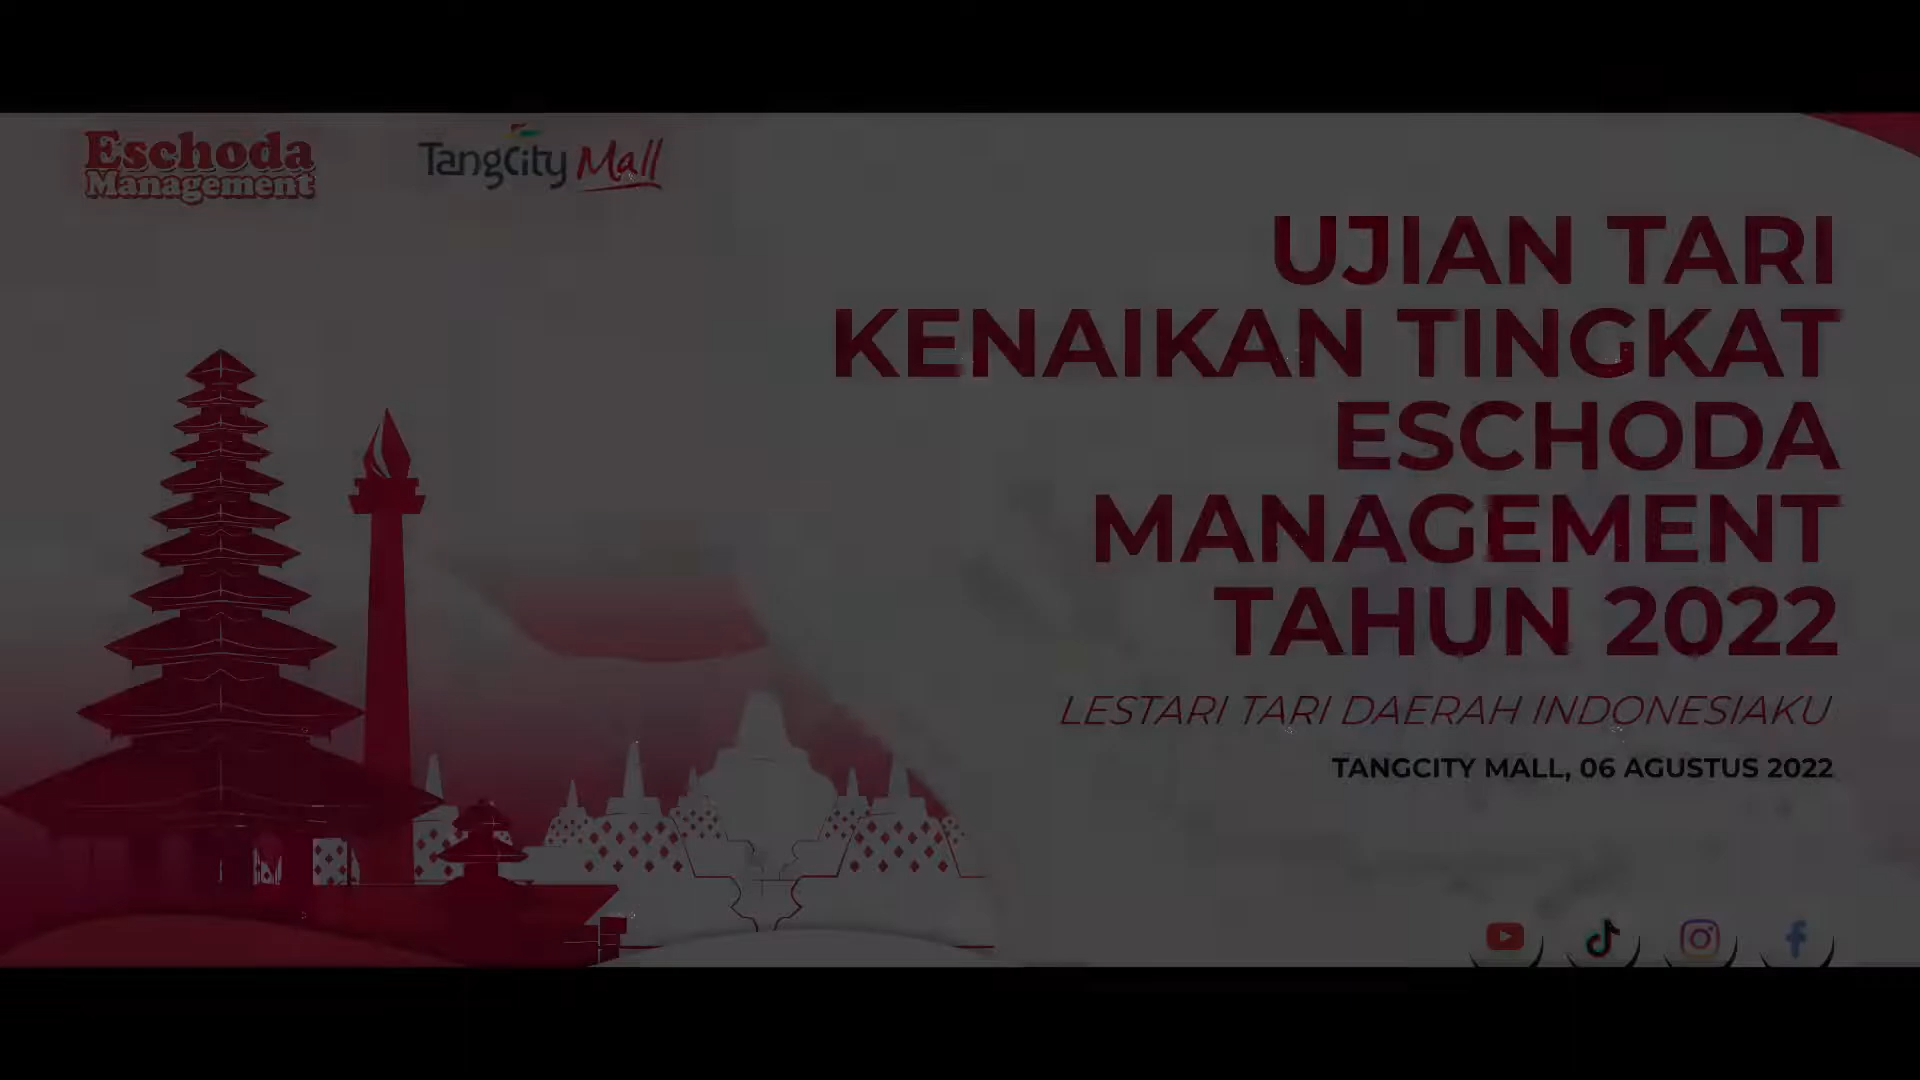 Eschoda
Management
TangCity Mall
UJIAN TARI
KENAIKAN TINGKAT
ESCHODA
MANAGEMENT
TAHUN 2022
LESTARI TARI DAERAH INDONESIAKU
TANGCITY MALL, 06 AGUSTUS 2022